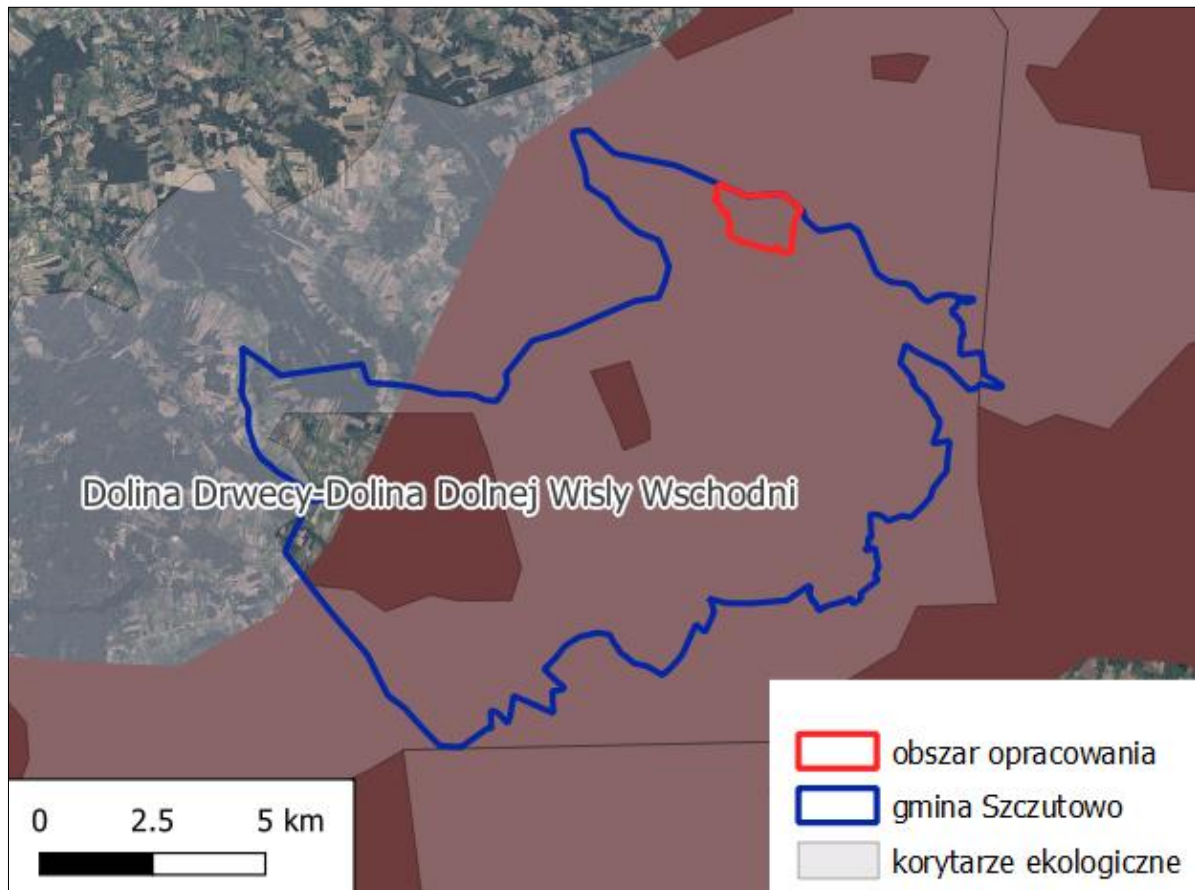 Dolina Drwecy-Dolina Dolnej Wisly Wschodni
0 2.5 5 km
obszar opracowania
gmina Szczutowo
korytarze ekologiczne